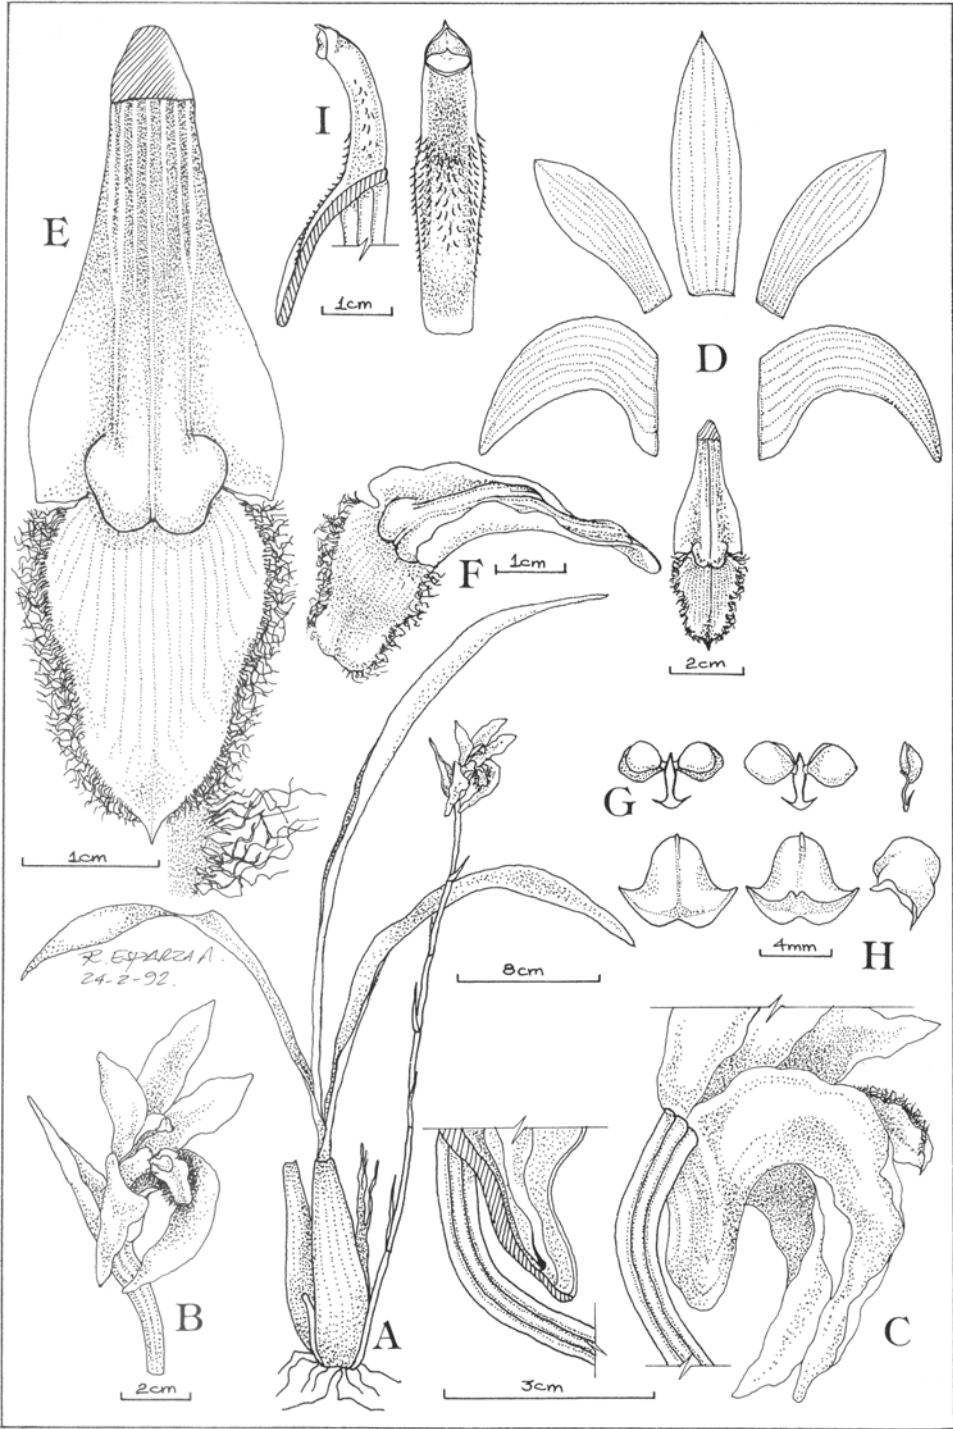 E
I
1cm
D
F
1cm
2cm
1cm
G
4mm
H
8cm
R. ESPARZA A.
24-2-92.
B
2cm
A
3cm
C